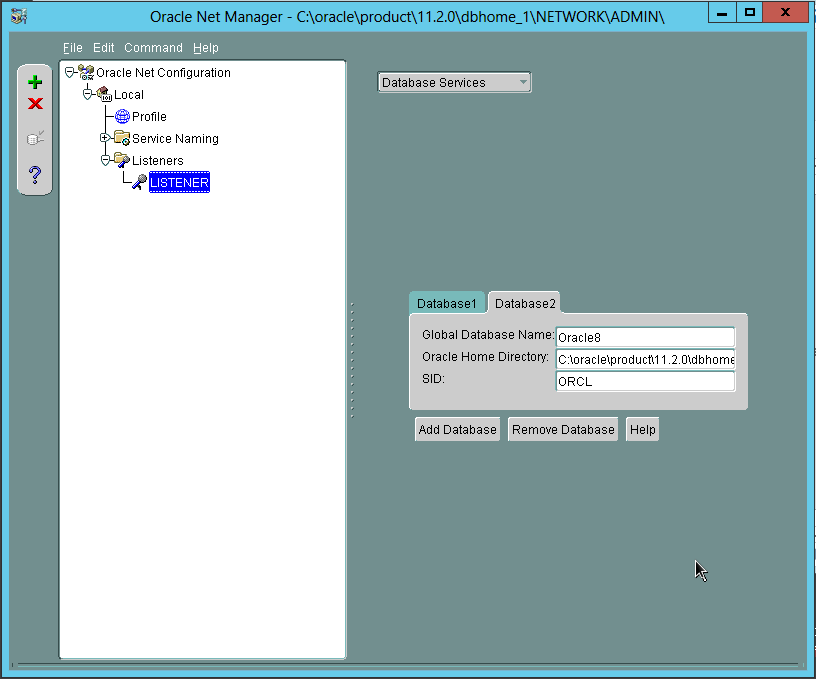 Oracle Net Manager - C:\oracle\product\11.2.0\dbhome_1\NETWORK\ADMIN\
File Edit Command Help
Oracle Net Configuration
Local
Profile
Service Naming
Listeners
LISTENER
Database Services
Database1 Database2
Global Database Name: Oracle8
Oracle Home Directory: C:\oracle\product\11.2.0\dbhome
SID: ORCL
Add Database Remove Database Help